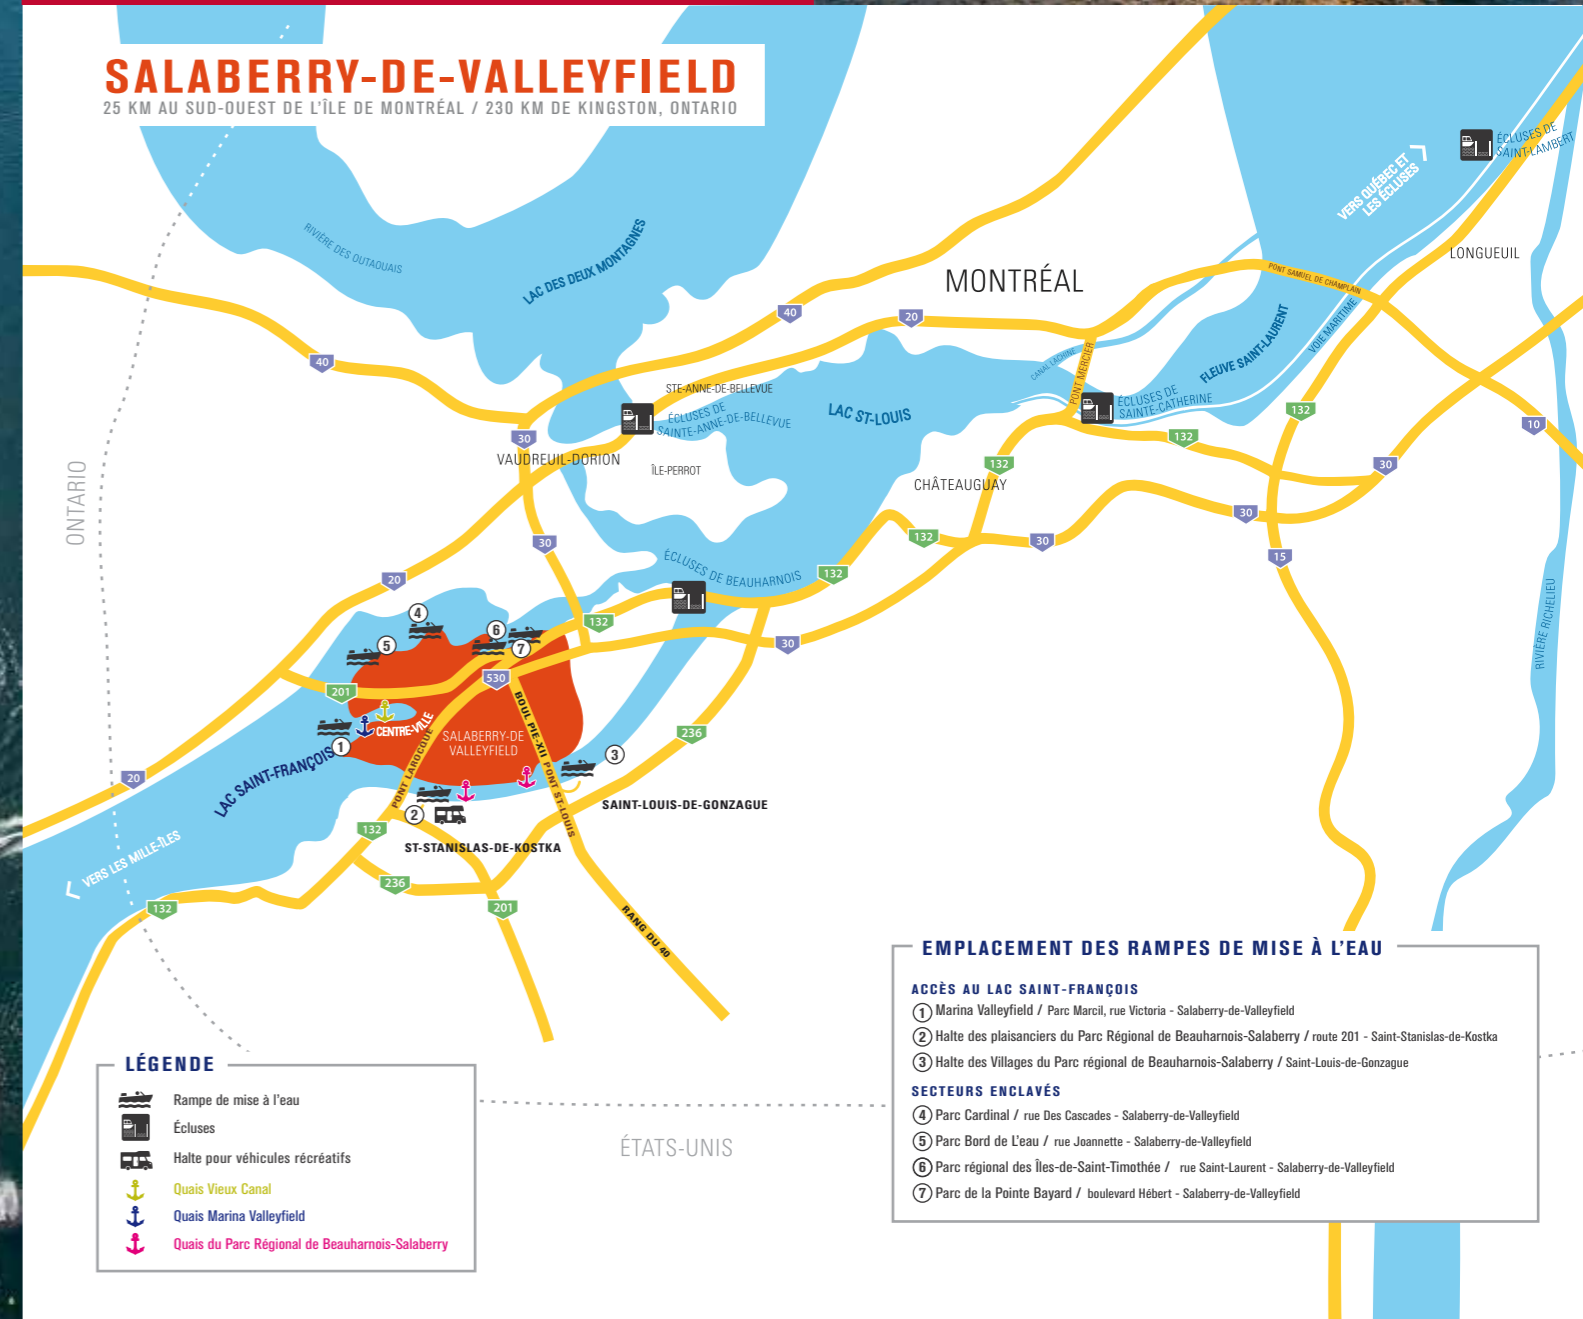 SALABERRY-DE-VALLEYFIELD
25 KM AU SUD-OUEST DE L'ÎLE DE MONTRÉAL / 230 KM DE KINGSTON, ONTARIO
ÉCLUSES DE
SAINT-LAMBERT
VERS QUÉBEC ET
LES ÉCLUSES
RIVIÈRE DES OUTAOUAIS
LAC DES DEUX MONTAGNES
LONGUEUIL
MONTRÉAL
PONT SAMUEL DE CHAMPLAIN
40
20
VOIE MARITIME
FLEUVE SAINT-LAURENT
40
CANAL LACHINE
PONT MERCIER
STE-ANNE-DE-BELLEVUE
ÉCLUSES DE
SAINTE-ANNE-DE-BELLEVUE
LAC ST-LOUIS
ÉCLUSES DE
SAINTE-CATHERINE
132
10
30
132
VAUDREUIL-DORION
ÎLE-PERROT
132
30
CHÂTEAUGUAY
ONTARIO
30
30
132
30
15
ÉCLUSES DE BEAUHARNOIS
132
20
RIVIÈRE RICHELIEU
4
132
6
5
7
30
530
201
BOUL PIE-XII
CENTRE-VILLE
SALABERRY-DE
VALLEYFIELD
236
1
3
LAC SAINT-FRANÇOIS
PONT LAROCQUE
20
PONT ST-LOUIS
SAINT-LOUIS-DE-GONZAGUE
2
132
ST-STANISLAS-DE-KOSTKA
VERS LES MILLE-ÎLES
236
132
201
RANG DU 40
EMPLACEMENT DES RAMPES DE MISE À L'EAU
ACCÈS AU LAC SAINT-FRANÇOIS
1 Marina Valleyfield / Parc Marcil, rue Victoria - Salaberry-de-Valleyfield
2 Halte des plaisanciers du Parc Régional de Beauharnois-Salaberry / route 201 - Saint-Stanislas-de-Kostka
3 Halte des Villages du Parc régional de Beauharnois-Salaberry / Saint-Louis-de-Gonzague
SECTEURS ENCLAVÉS
4 Parc Cardinal / rue Des Cascades - Salaberry-de-Valleyfield
5 Parc Bord de L'eau / rue Joannette - Salaberry-de-Valleyfield
6 Parc régional des Îles-de-Saint-Timothée / rue Saint-Laurent - Salaberry-de-Valleyfield
7 Parc de la Pointe Bayard / boulevard Hébert - Salaberry-de-Valleyfield
LÉGENDE
Rampe de mise à l'eau
Écluses
Halte pour véhicules récréatifs
Quais Vieux Canal
Quais Marina Valleyfield
Quais du Parc Régional de Beauharnois-Salaberry
ÉTATS-UNIS